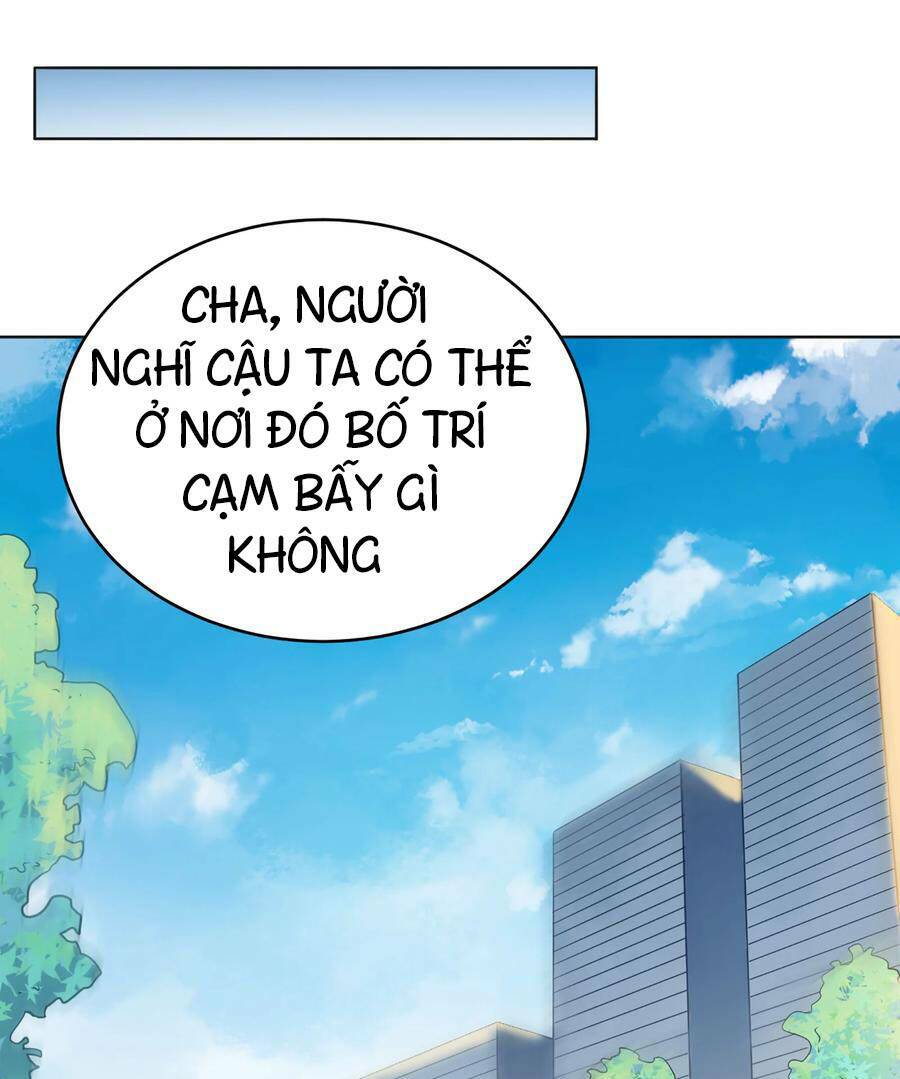 CHA, NGƯỜI
NGHĨ CẬU TA CÓ THỂ
Ở NƠI ĐÓ BỐ TRÍ
CẠM BẪY GÌ
KHÔNG